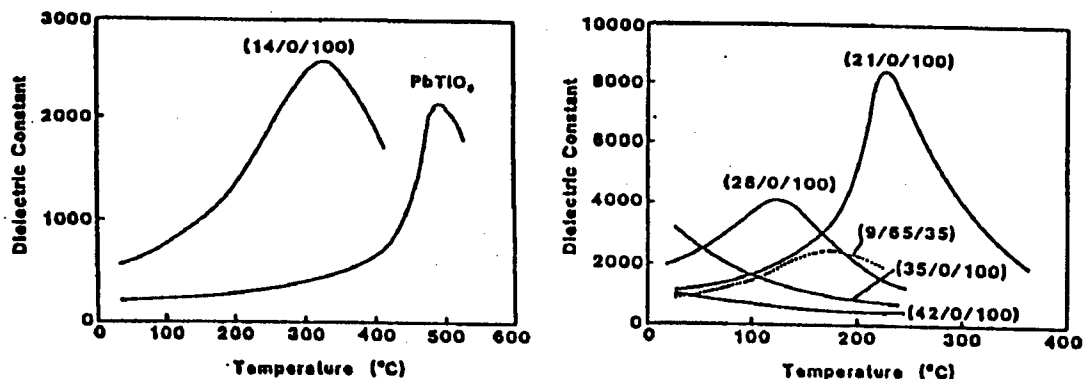 3000
2000
1000
0
Dielectric Constant
(14/0/100)
PbTiO₃
0 100 200 300 400 500 600
Temperature (°C)
10000
8000
6000
4000
2000
0
Dielectric Constant
(21/0/100)
(28/0/100)
(9/65/35)
(35/0/100)
(42/0/100)
0 100 200 300 400
Temperature (°C)